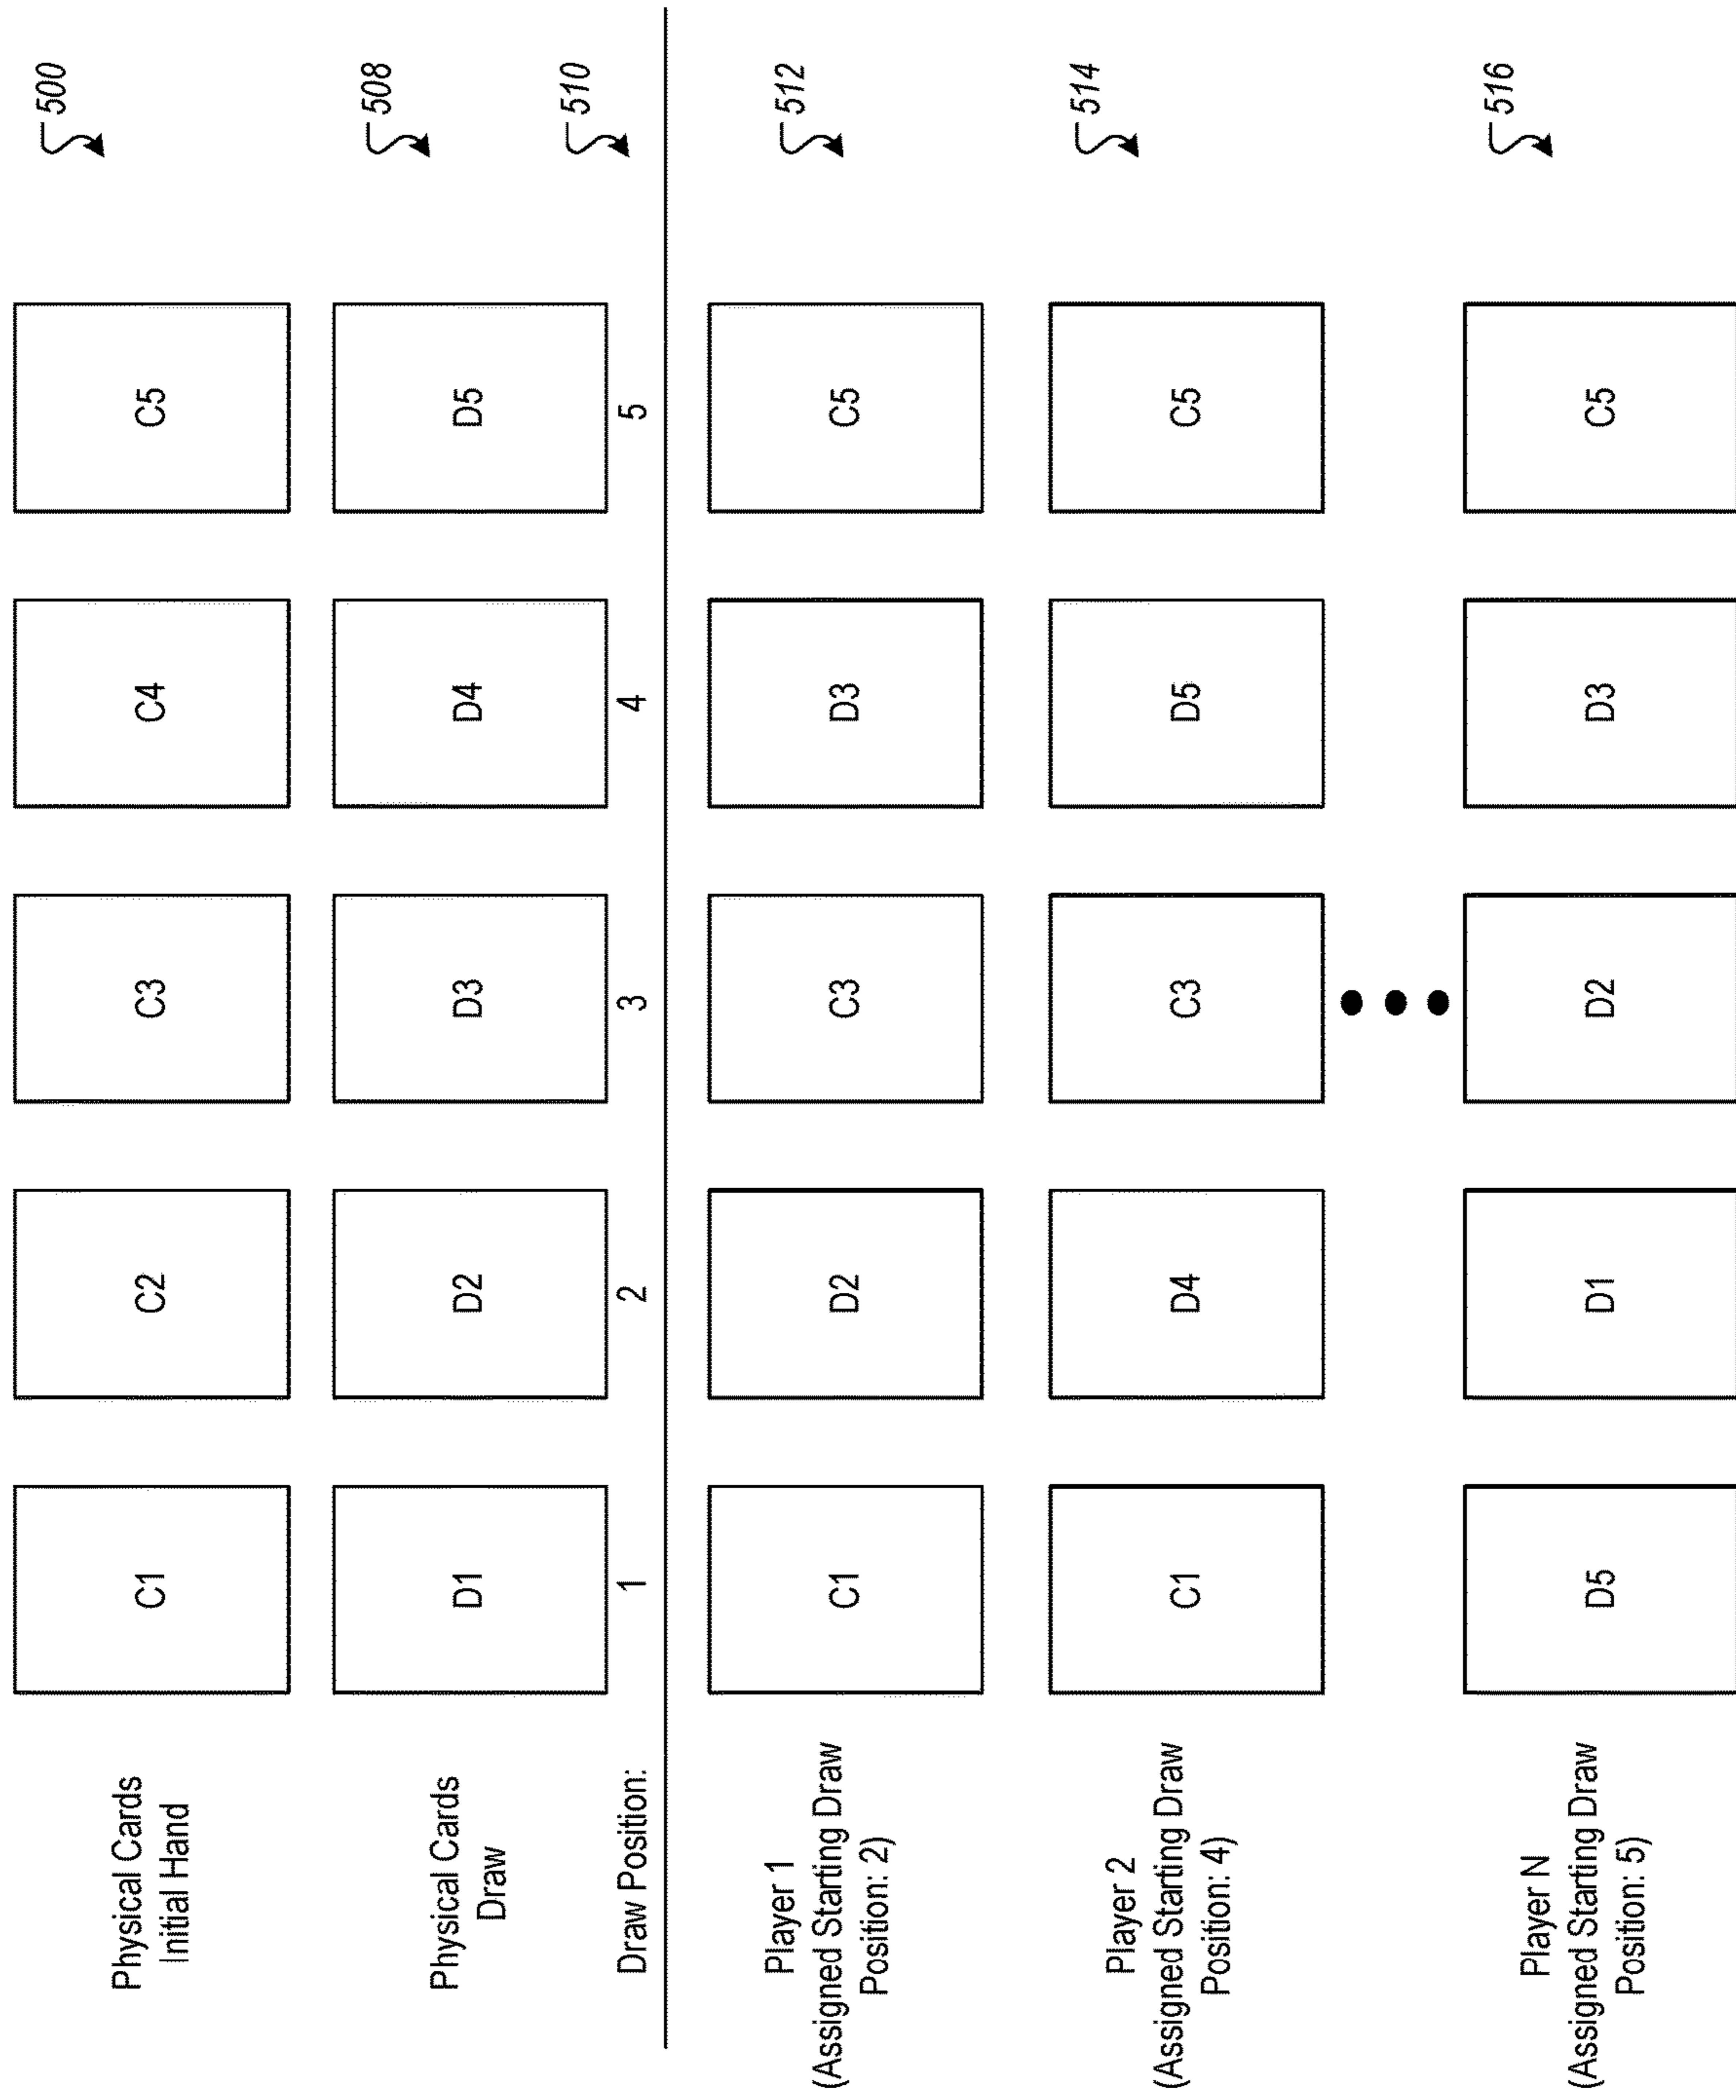 Physical Cards
Initial Hand
C1
C2
C3
C4
C5
500
Physical Cards
Draw
D1
D2
D3
D4
D5
508
Draw Position:
1
2
3
4
5
510
Player 1
(Assigned Starting Draw
Position: 2)
C1
D2
C3
D3
C5
512
Player 2
(Assigned Starting Draw
Position: 4)
C1
D4
C3
D5
C5
514
Player N
(Assigned Starting Draw
Position: 5)
D5
D1
D2
D3
C5
516